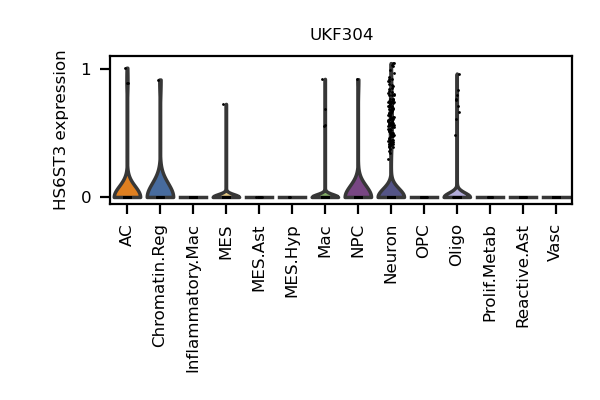 UKF304
HS6ST3 expression
1
0
AC
Chromatin.Reg
Inflammatory.Mac
MES
MES.Ast
MES.Hyp
Mac
NPC
Neuron
OPC
Oligo
Prolif.Metab
Reactive.Ast
Vasc